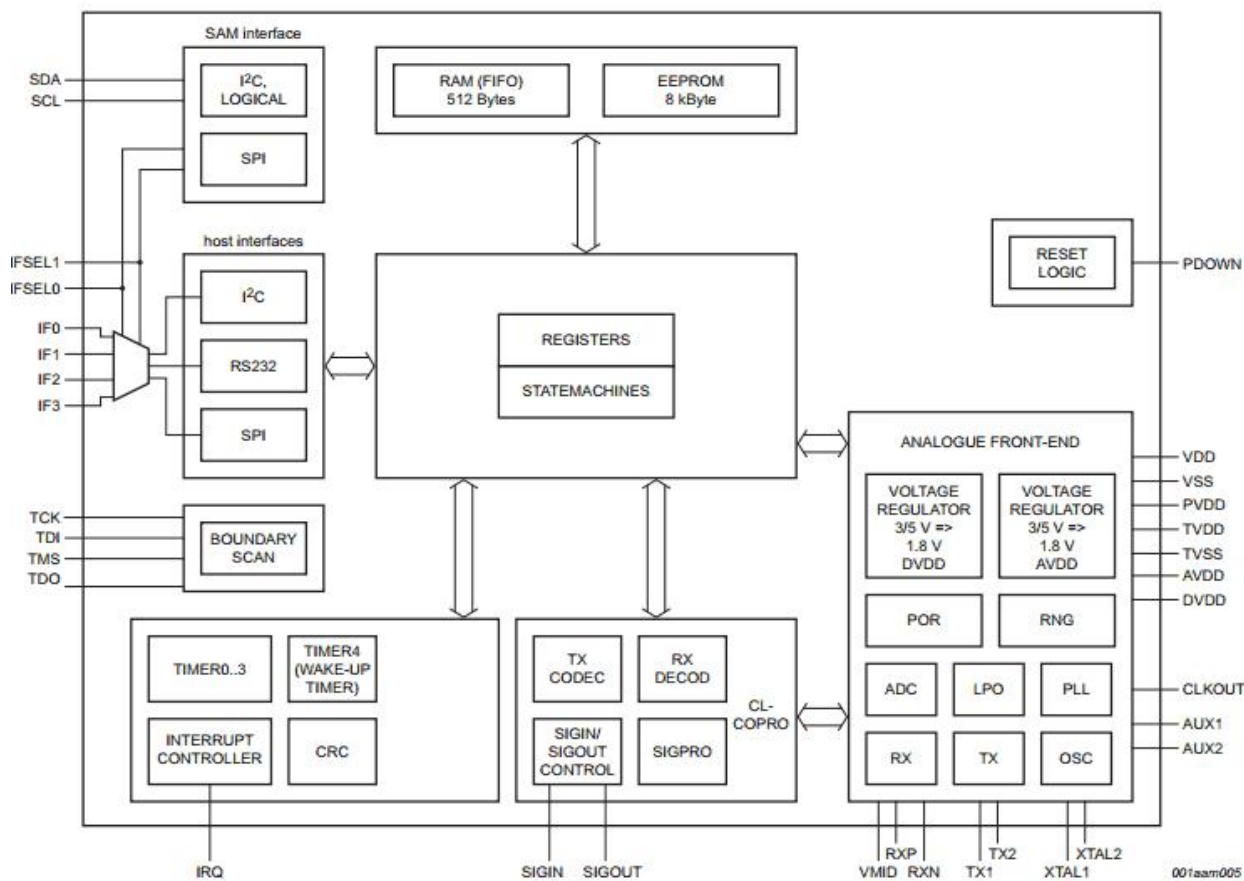 SAM interface
SDA
SCL
I²C,
LOGICAL
SPI
RAM (FIFO)
512 Bytes
EEPROM
8 kByte
host interfaces
IFSEL1
IFSEL0
IF0
IF1
IF2
IF3
I²C
RS232
SPI
REGISTERS
STATEMACHINES
RESET
LOGIC
PDOWN
TCK
TDI
TMS
TDO
BOUNDARY
SCAN
ANALOGUE FRONT-END
VOLTAGE
REGULATOR
3/5 V =>
1.8 V
DVDD
VOLTAGE
REGULATOR
3/5 V =>
1.8 V
AVDD
POR
RNG
ADC
LPO
PLL
RX
TX
OSC
VDD
VSS
PVDD
TVDD
TVSS
AVDD
DVDD
CLKOUT
AUX1
AUX2
TIMER0..3
TIMER4
(WAKE-UP
TIMER)
INTERRUPT
CONTROLLER
CRC
TX
CODEC
RX
DECOD
SIGIN/
SIGOUT
CONTROL
SIGPRO
CL-
COPRO
IRQ
SIGIN
SIGOUT
VMID
RXP
RXN
TX1
TX2
XTAL1
XTAL2
001aam005